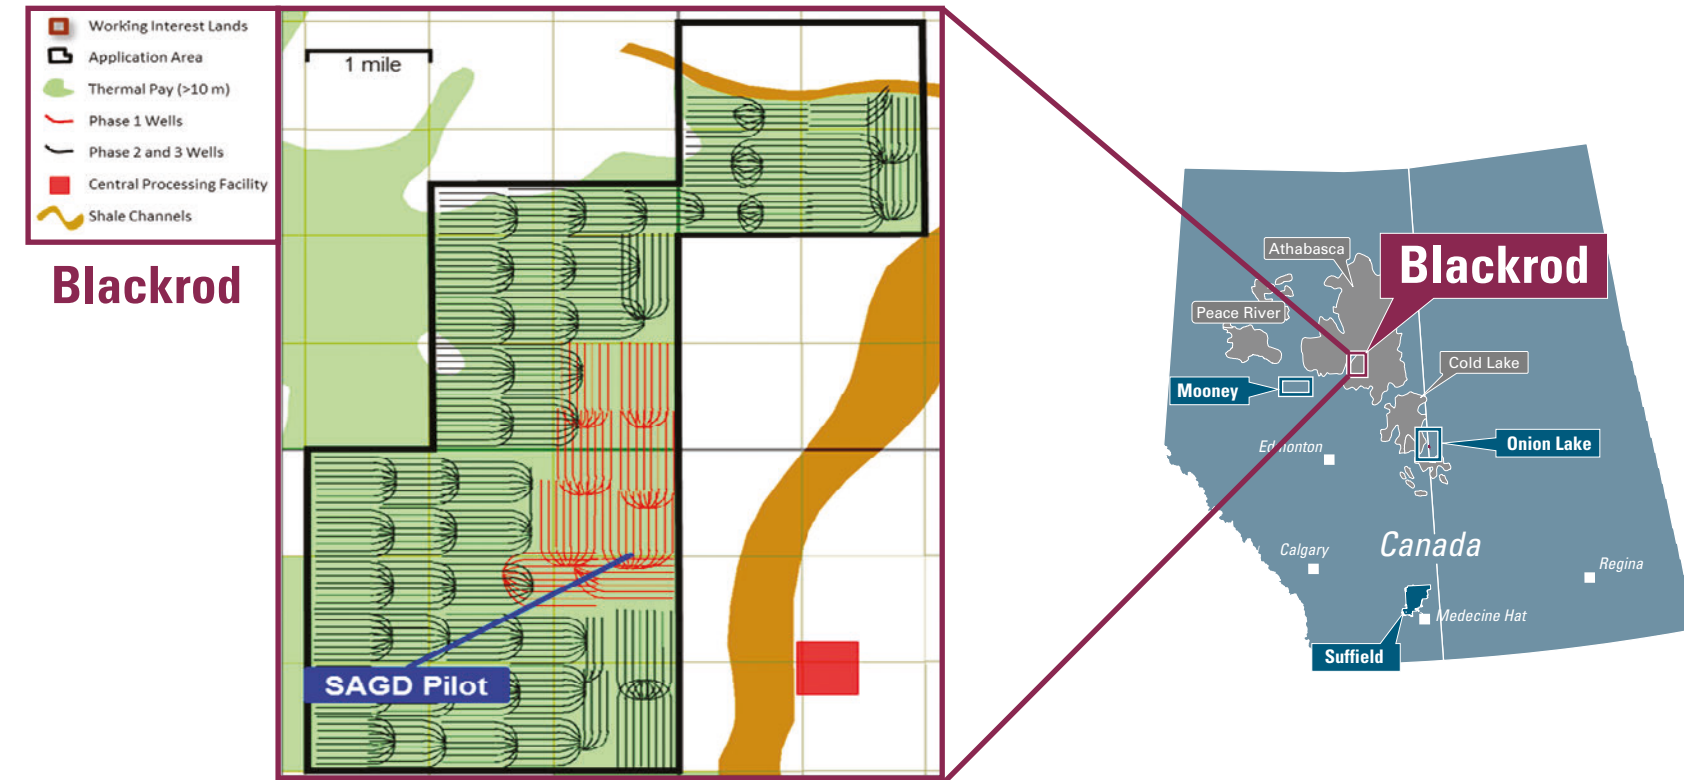 Working Interest Lands
Application Area
Thermal Pay (>10 m)
Phase 1 Wells
Phase 2 and 3 Wells
Central Processing Facility
Shale Channels
Blackrod
1 mile
SAGD Pilot
Athabasca
Blackrod
Peace River
Cold Lake
Mooney
Onion Lake
Edmonton
Canada
Calgary
Regina
Medecine Hat
Suffield